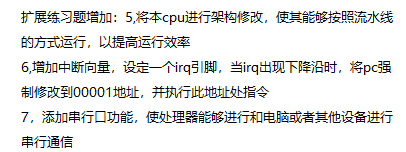 扩展练习题增加：5,将本cpu进行架构修改，使其能够按照流水线
的方式运行，以提高运行效率
6,增加中断向量，设定一个irq引脚，当irq出现下降沿时，将pc强
制修改到00001地址，并执行此地址处指令
7，添加串行口功能，使处理器能够进行和电脑或者其他设备进行
串行通信